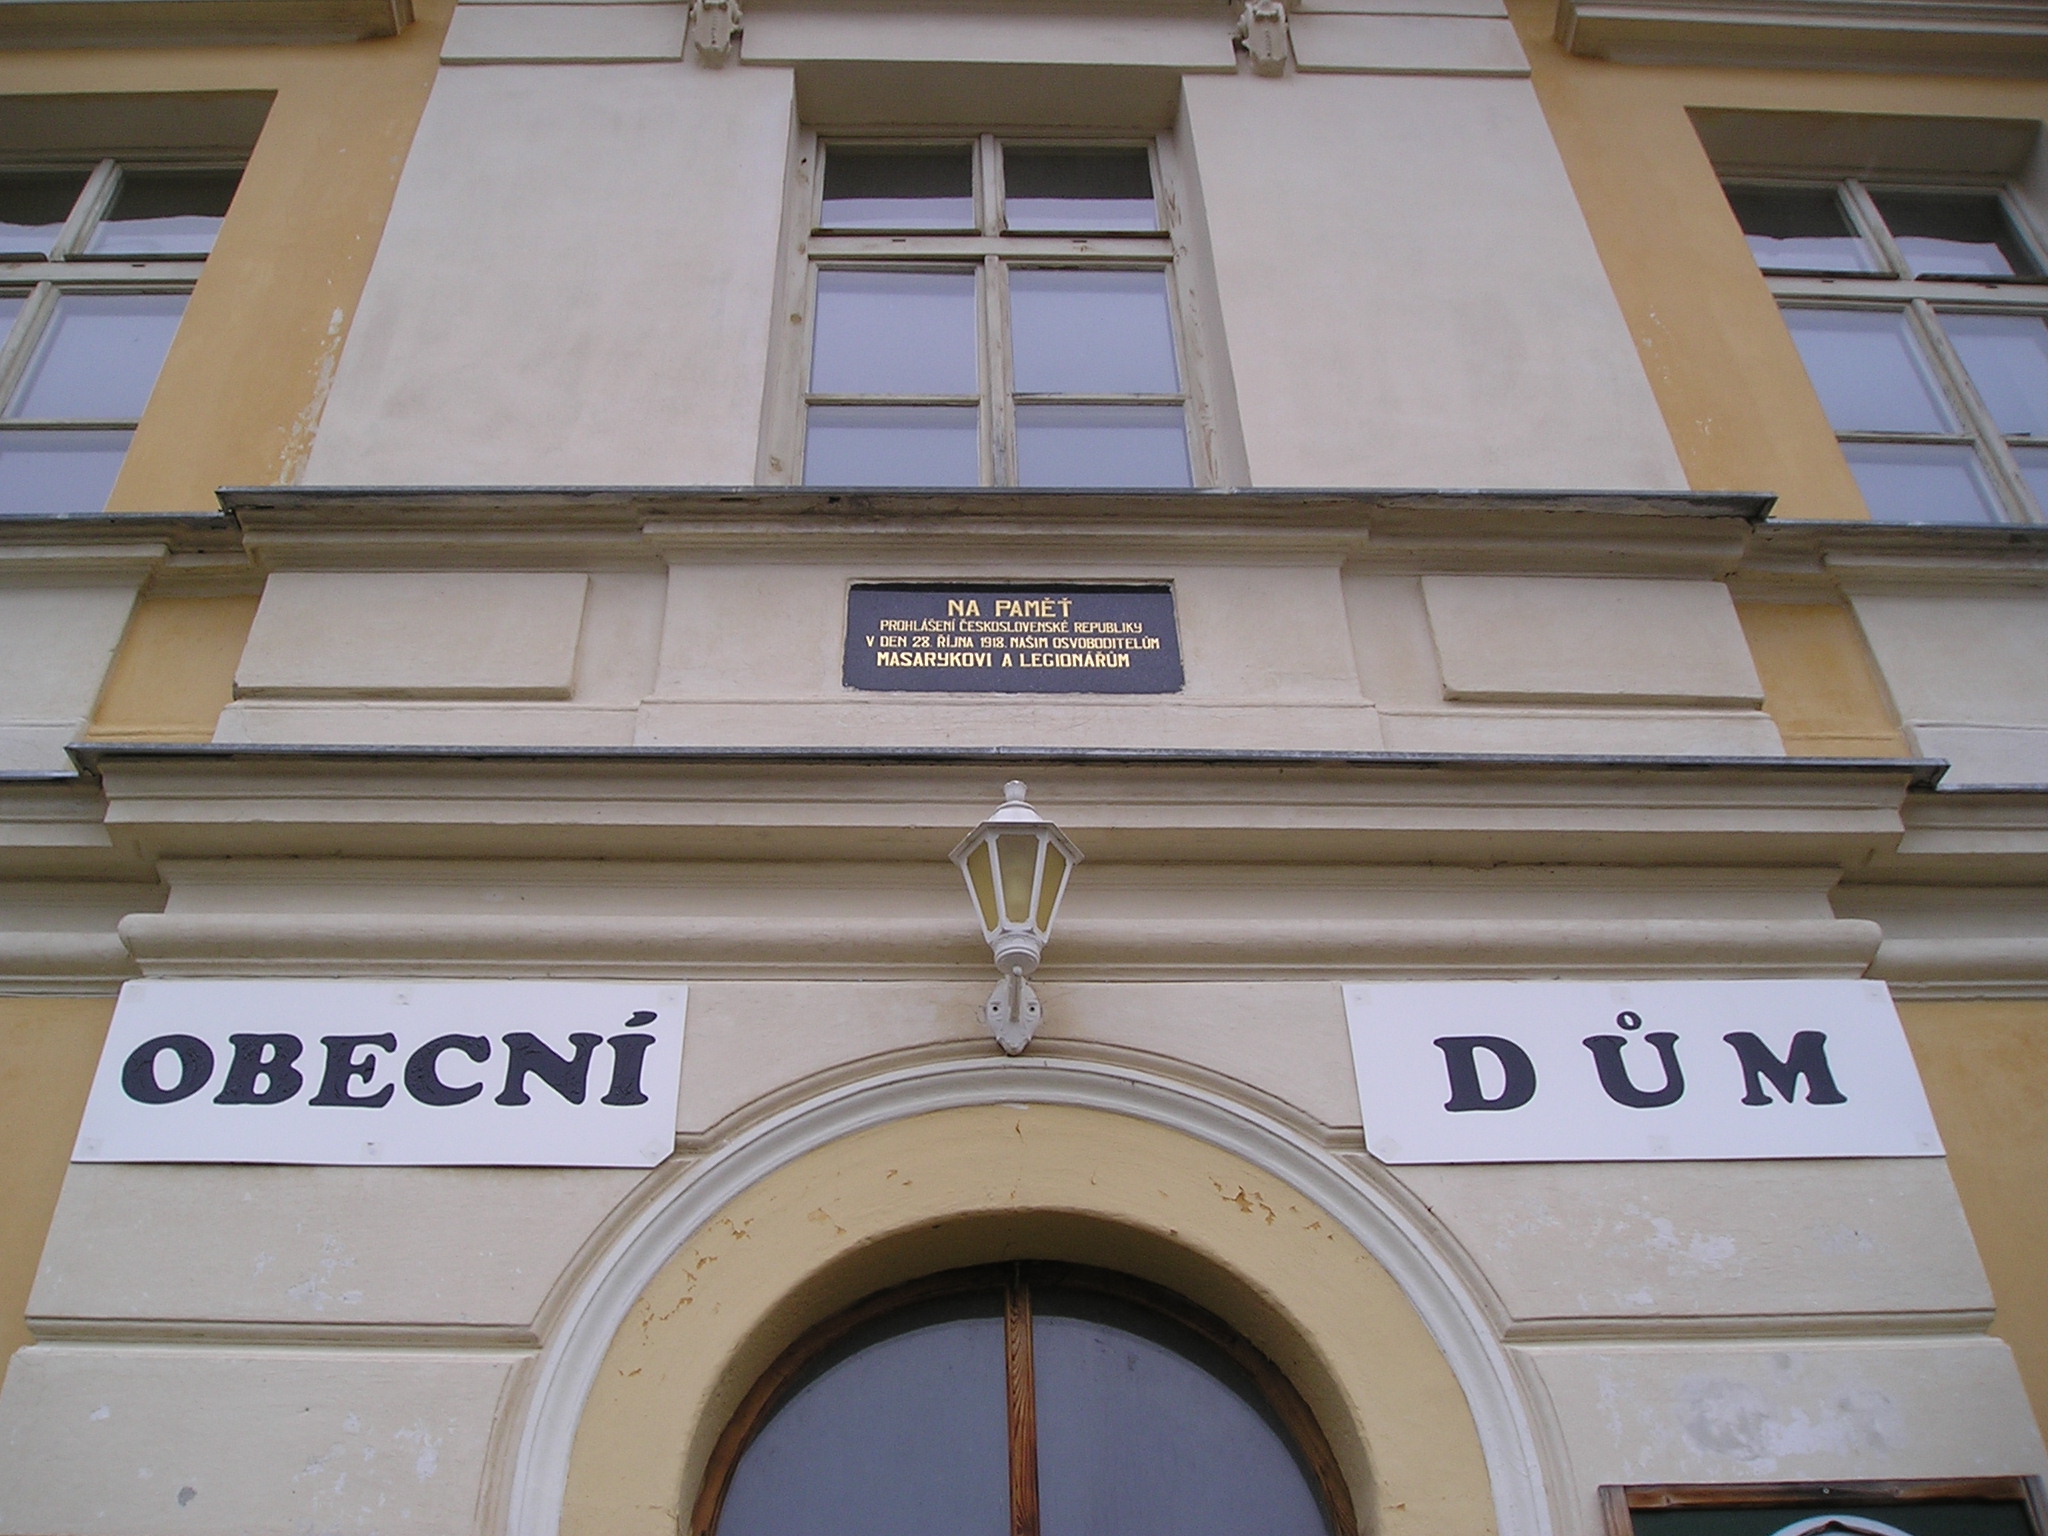 NA PAMĚŤ
PROHLÁŠENÍ ČESKOSLOVENSKÉ REPUBLIKY
V DEN 28. ŘÍJNA 1918. NAŠIM OSVOBODITELŮM
MASARYKOVI A LEGIONÁŘŮM
OBECNÍ DŮM